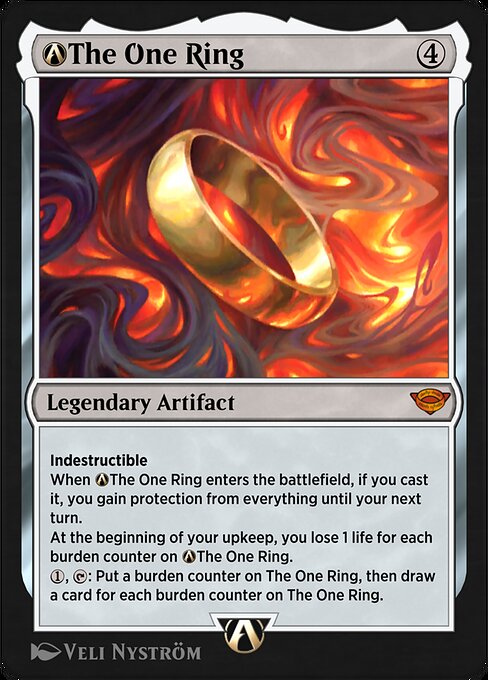 The One Ring 4
Legendary Artifact
Indestructible
When The One Ring enters the battlefield, if you cast
it, you gain protection from everything until your next
turn.
At the beginning of your upkeep, you lose 1 life for each
burden counter on The One Ring.
1, : Put a burden counter on The One Ring, then draw
a card for each burden counter on The One Ring.
VELI NYSTRÖM